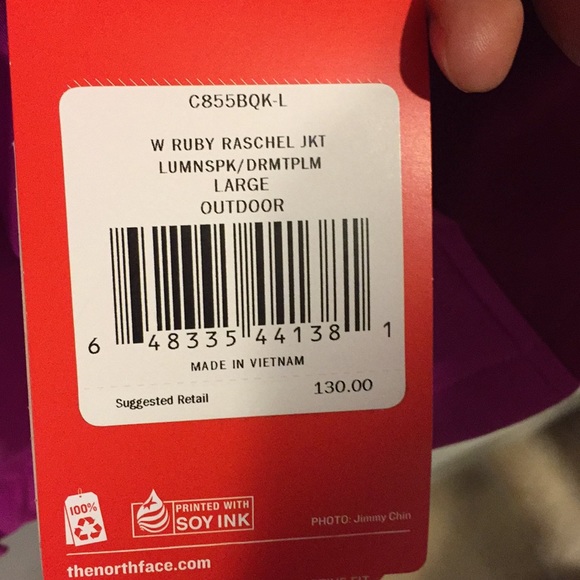 C855BQK-L
W RUBY RASCHEL JKT
LUMNSPK/DRMTPLM
LARGE
OUTDOOR
6 48335 44138 1
MADE IN VIETNAM
Suggested Retail 130.00
100%
PRINTED WITH
SOY INK
PHOTO: Jimmy Chin
thenorthface.com